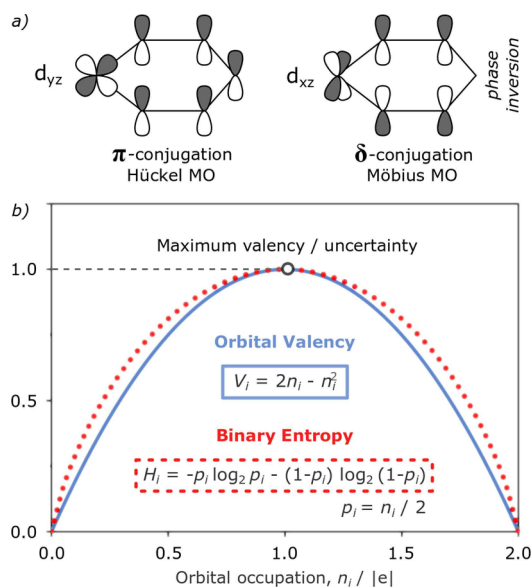 a)
d_yz
π-conjugation
Hückel MO
d_xz
phase
inversion
δ-conjugation
Möbius MO
b)
Maximum valency / uncertainty
1.0
Orbital Valency
V_i = 2n_i - n_i^2
0.5
Binary Entropy
H_i = -p_i log_2 p_i - (1-p_i) log_2 (1-p_i)
p_i = n_i / 2
0.0
0.0 0.5 1.0 1.5 2.0
Orbital occupation, n_i / |e|